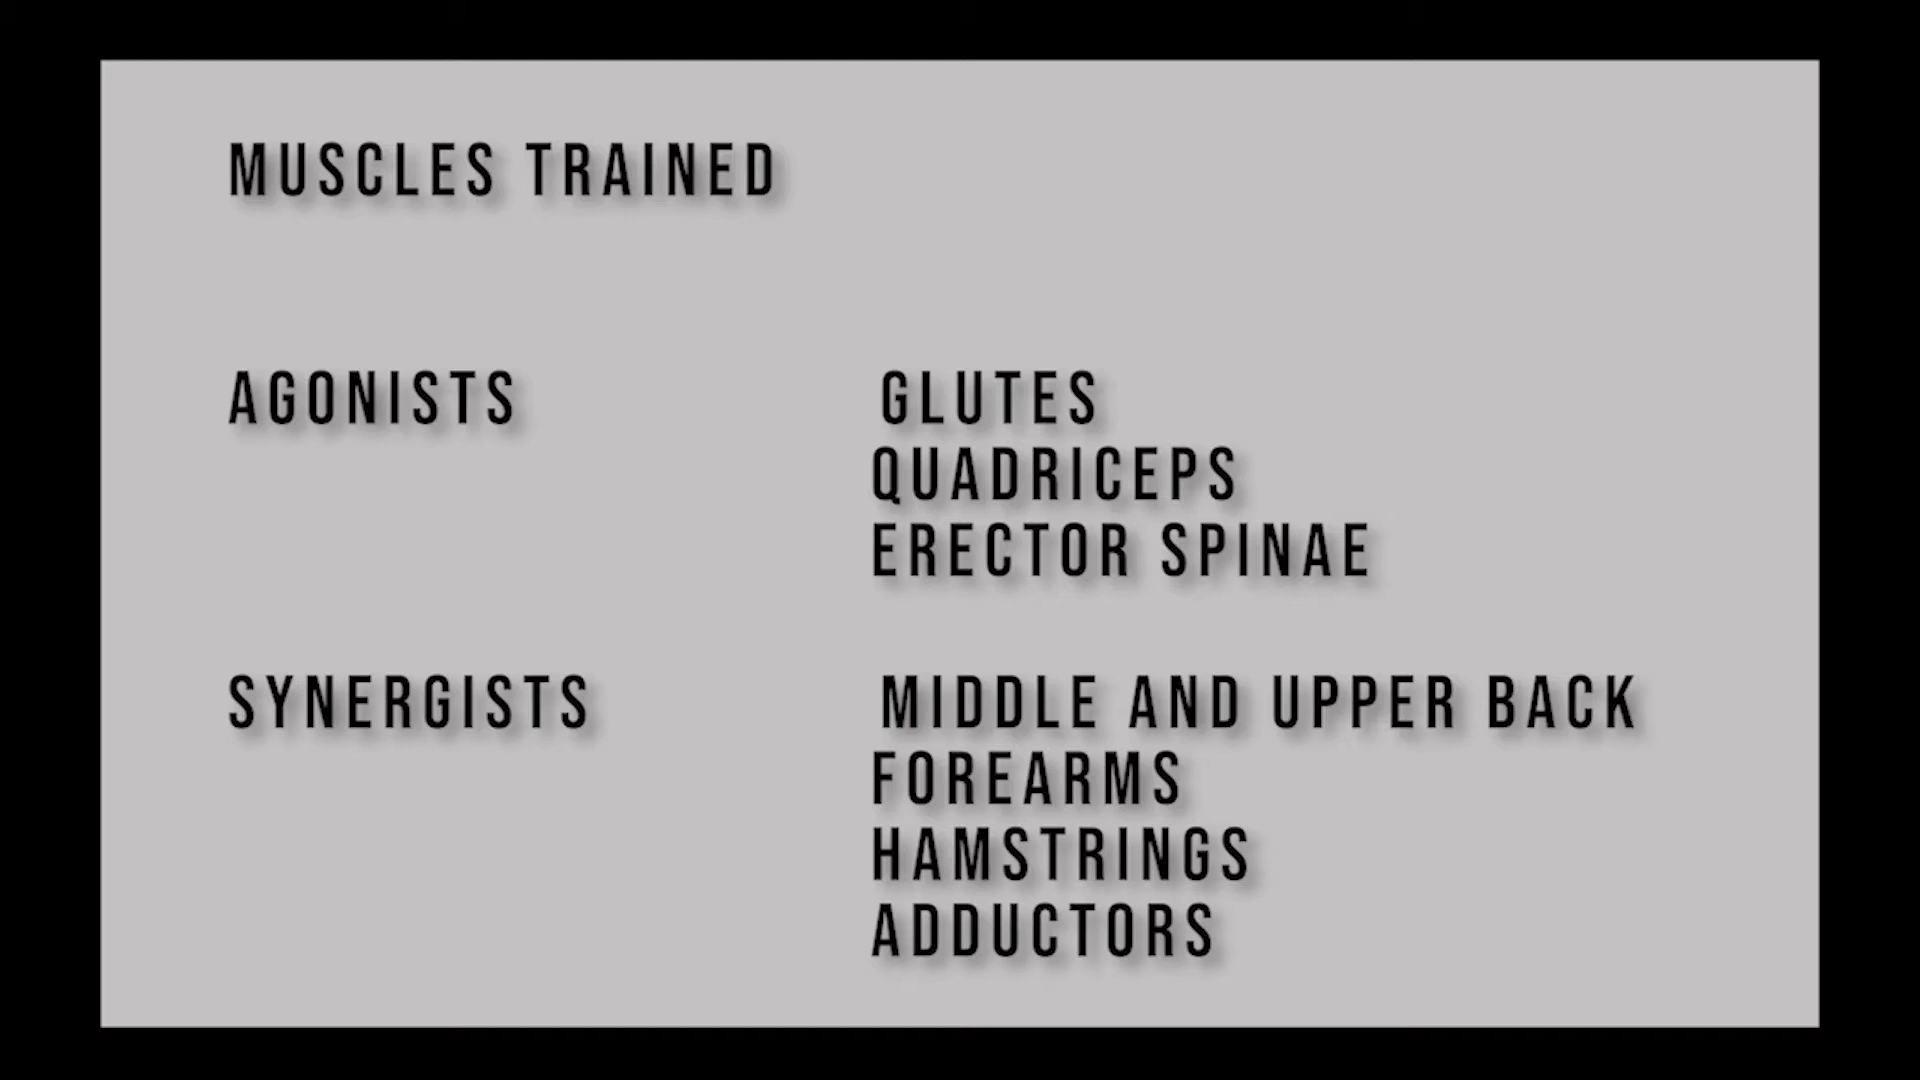 MUSCLES TRAINED
AGONISTS GLUTES
QUADRICEPS
ERECTOR SPINAE
SYNERGISTS MIDDLE AND UPPER BACK
FOREARMS
HAMSTRINGS
ADDUCTORS